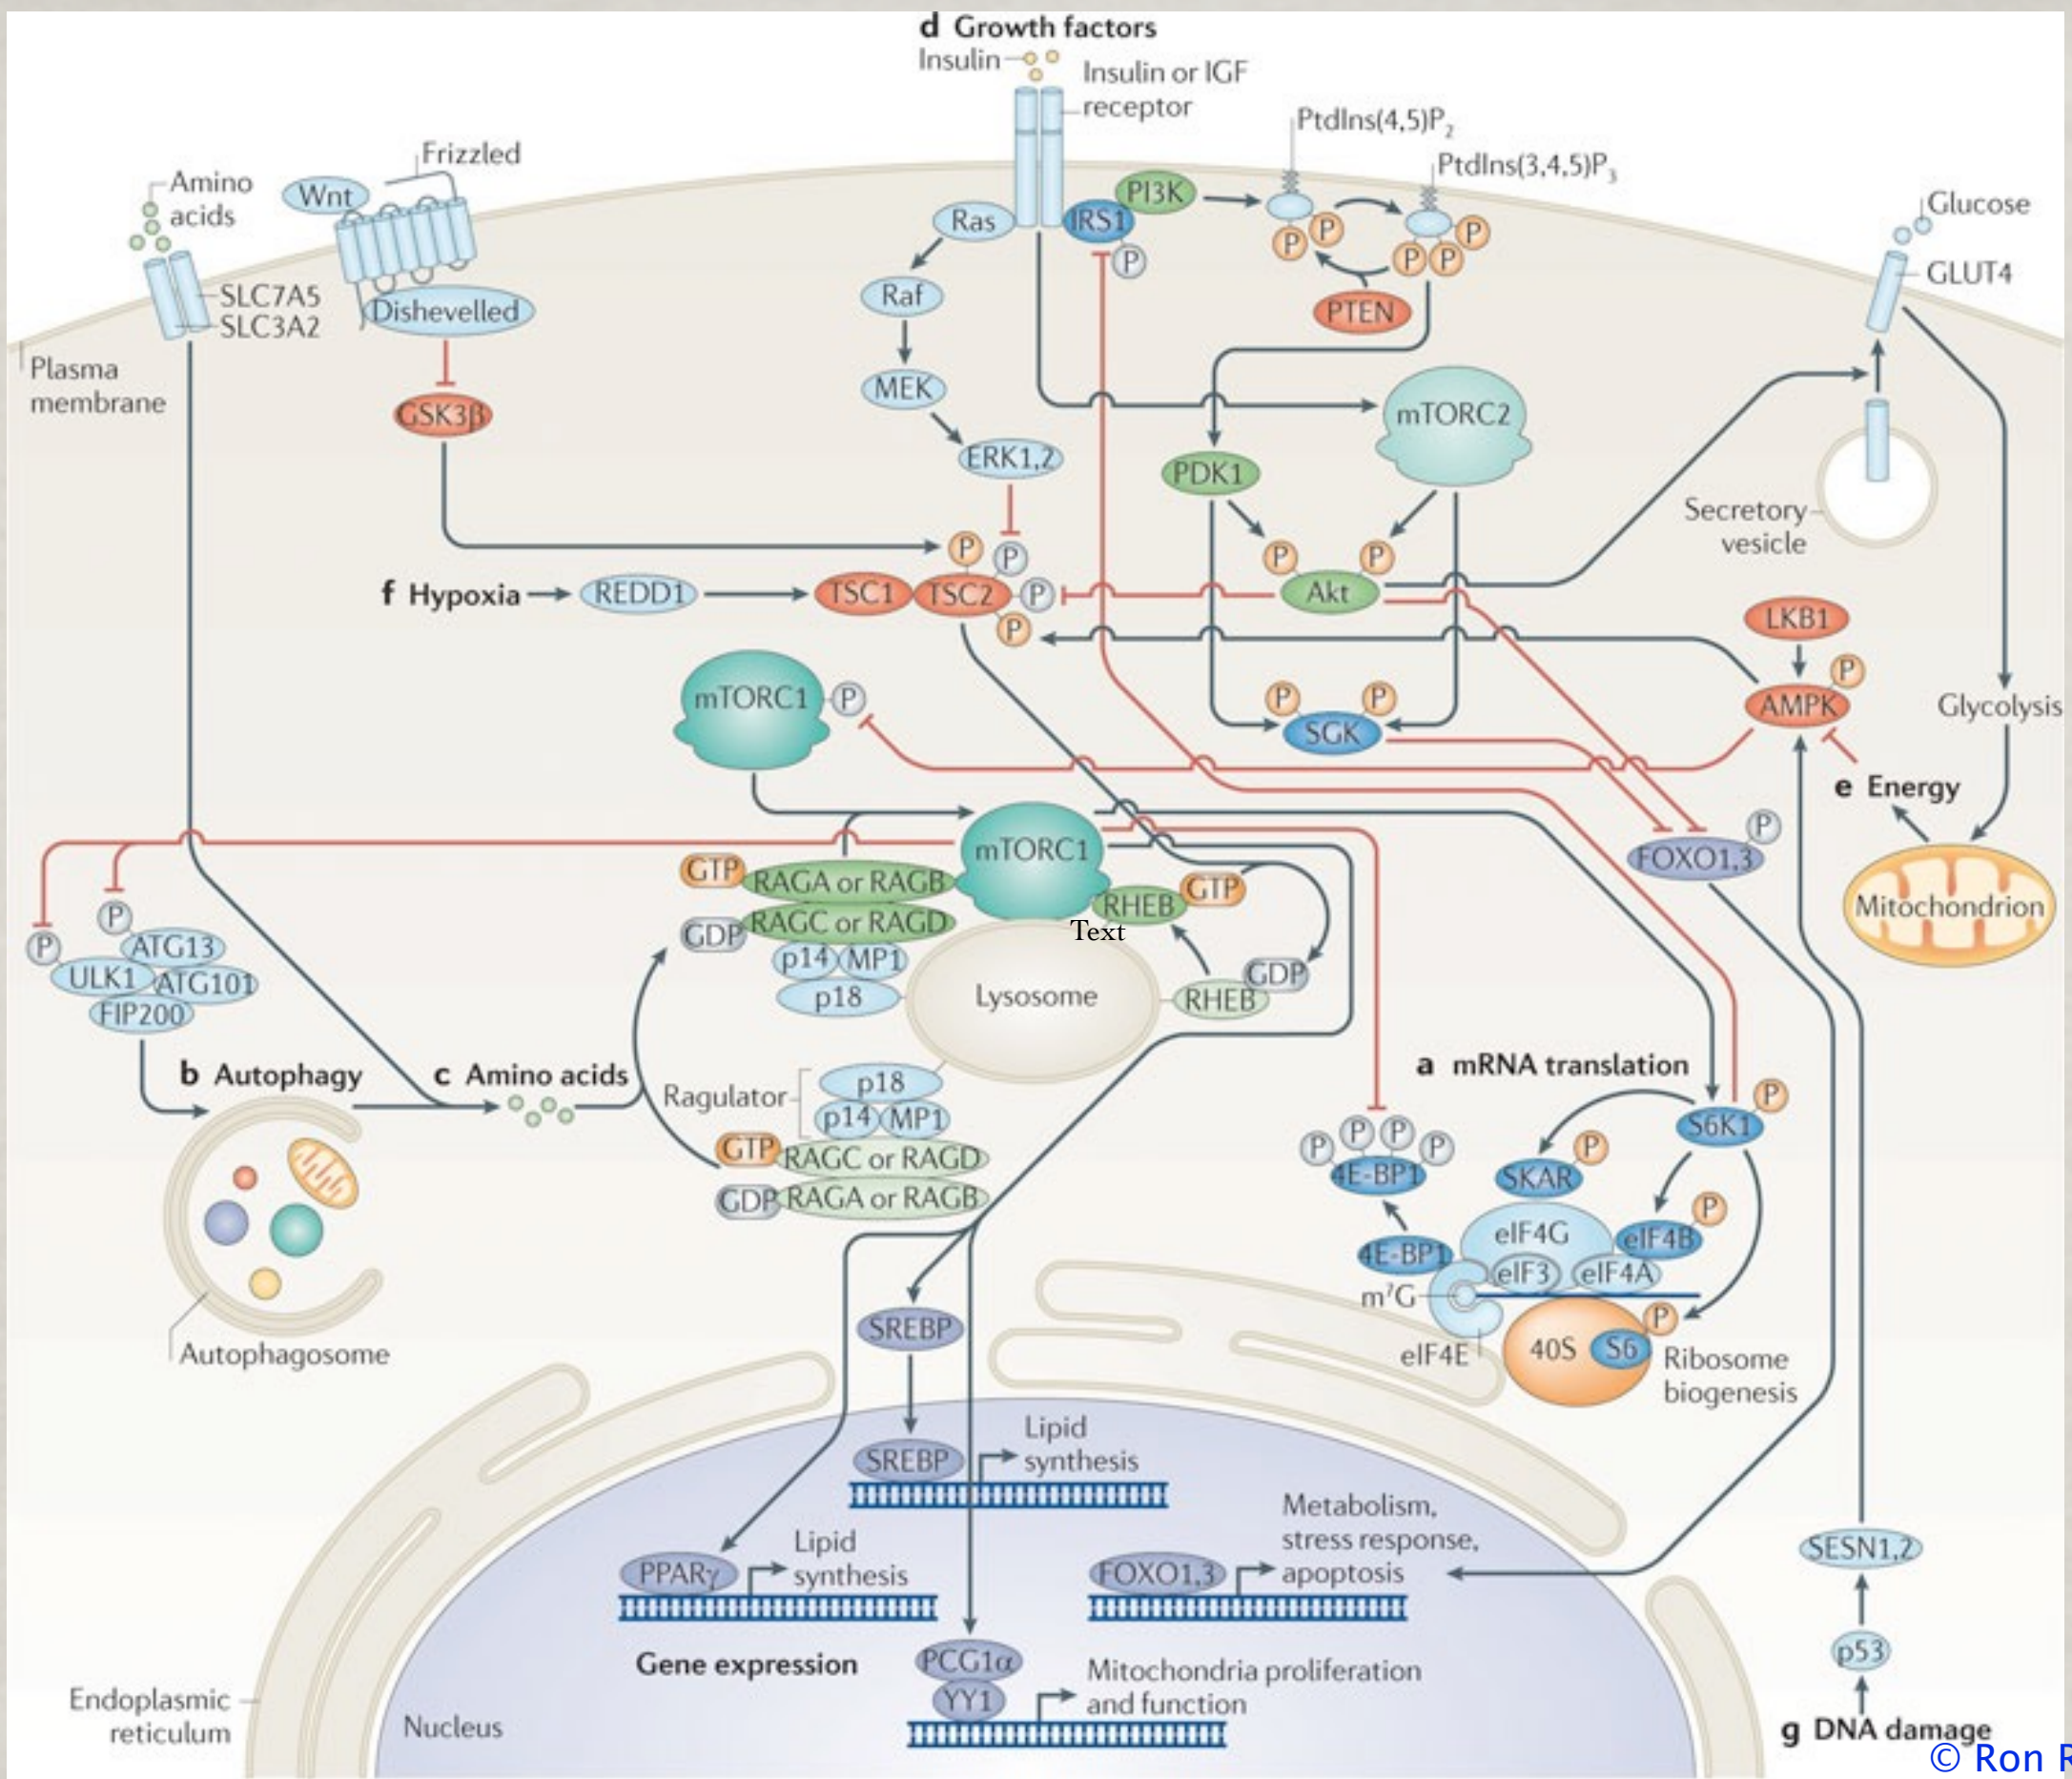 d Growth factors
Insulin
Insulin or IGF
receptor
PtdIns(4,5)P₂
PtdIns(3,4,5)P₃
Frizzled
Wnt
Amino
acids
SLC7A5
SLC3A2
Dishevelled
Plasma
membrane
GSK3β
Ras
IRS1
PI3K
P
P
P
P
P
P
PTEN
Raf
MEK
ERK1,2
mTORC2
PDK1
Glucose
GLUT4
Secretory
vesicle
f Hypoxia
REDD1
TSC1
TSC2
P
P
P
P
P
P
Akt
LKB1
P
AMPK
Glycolysis
mTORC1
P
P
P
SGK
e Energy
P
FOXO1,3
Mitochondrion
mTORC1
GTP
RAGA or RAGB
GDP
RAGC or RAGD
RHEB
GTP
Text
p14
MP1
p18
Lysosome
RHEB
GDP
P
P
ATG13
ULK1
ATG101
FIP200
b Autophagy
c Amino acids
Ragulator
p18
p14
MP1
GTP
RAGC or RAGD
GDP
RAGA or RAGB
Autophagosome
a mRNA translation
P
S6K1
P
P
P
P
4E-BP1
P
SKAR
P
eIF4B
eIF4G
4E-BP1
eIF3
eIF4A
m⁷G
eIF4E
40S
S6
P
Ribosome
biogenesis
SREBP
SREBP
Lipid
synthesis
PPARγ
Lipid
synthesis
FOXO1,3
Metabolism,
stress response,
apoptosis
Gene expression
PCG1α
YY1
Mitochondria proliferation
and function
Endoplasmic
reticulum
Nucleus
SESN1,2
p53
g DNA damage
© Ron R